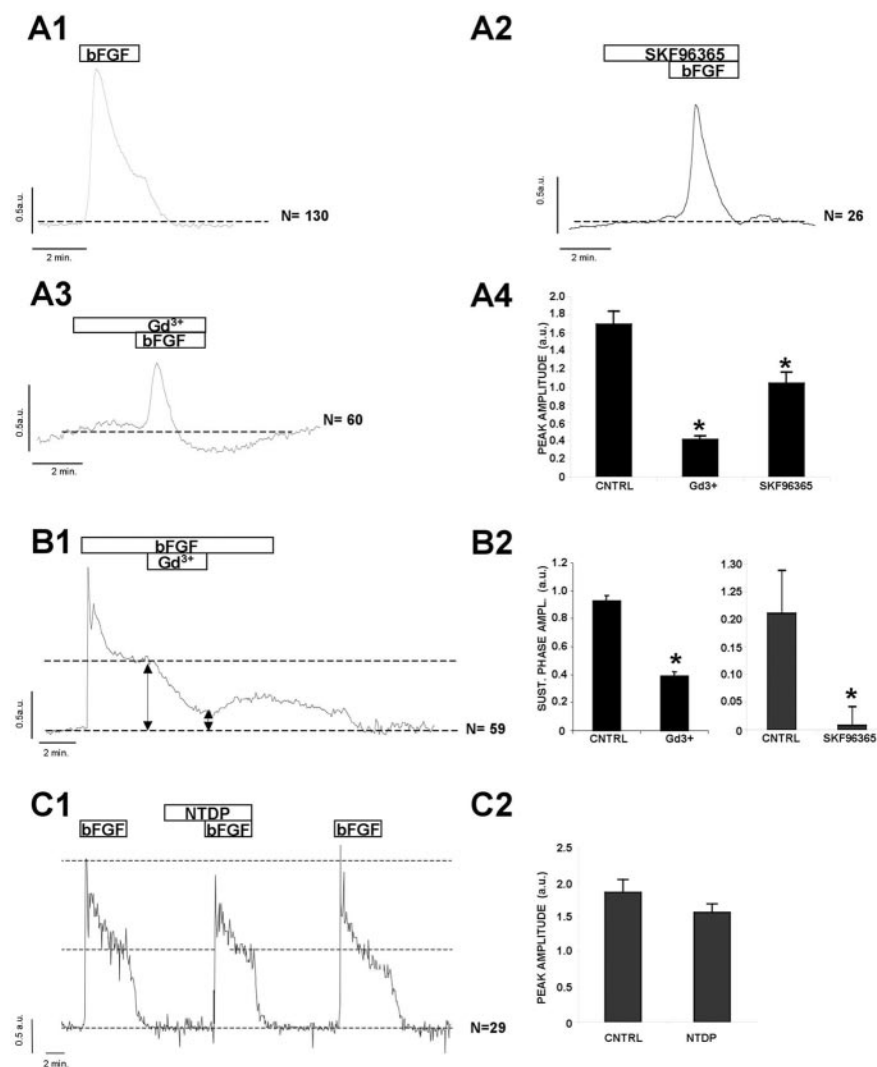 A1
bFGF
0.5a.u.
N= 130
2 min.
A2
SKF96365
bFGF
0.5a.u.
N= 26
2 min.
A3
Gd3+
bFGF
0.5a.u.
N= 60
2 min.
A4
PEAK AMPLITUDE (a.u.)
2.0
1.8
1.6
1.4
1.2
1.0
0.8
0.6
0.4
0.2
0
*
*
CNTRL Gd3+ SKF96365
B1
bFGF
Gd3+
0.5a.u.
N= 59
2 min.
B2
SUST. PHASE AMPL. (a.u.)
1.2
1.0
0.8
0.6
0.4
0.2
0
*
CNTRL Gd3+
1.30
0.25
0.20
0.15
0.10
0.05
0
*
CNTRL SKF96365
C1
NTDP
bFGF bFGF bFGF
0.5 a.u.
N=29
2 min.
C2
PEAK AMPLITUDE (a.u.)
2.5
2.0
1.5
1.0
0.5
0
CNTRL NTDP